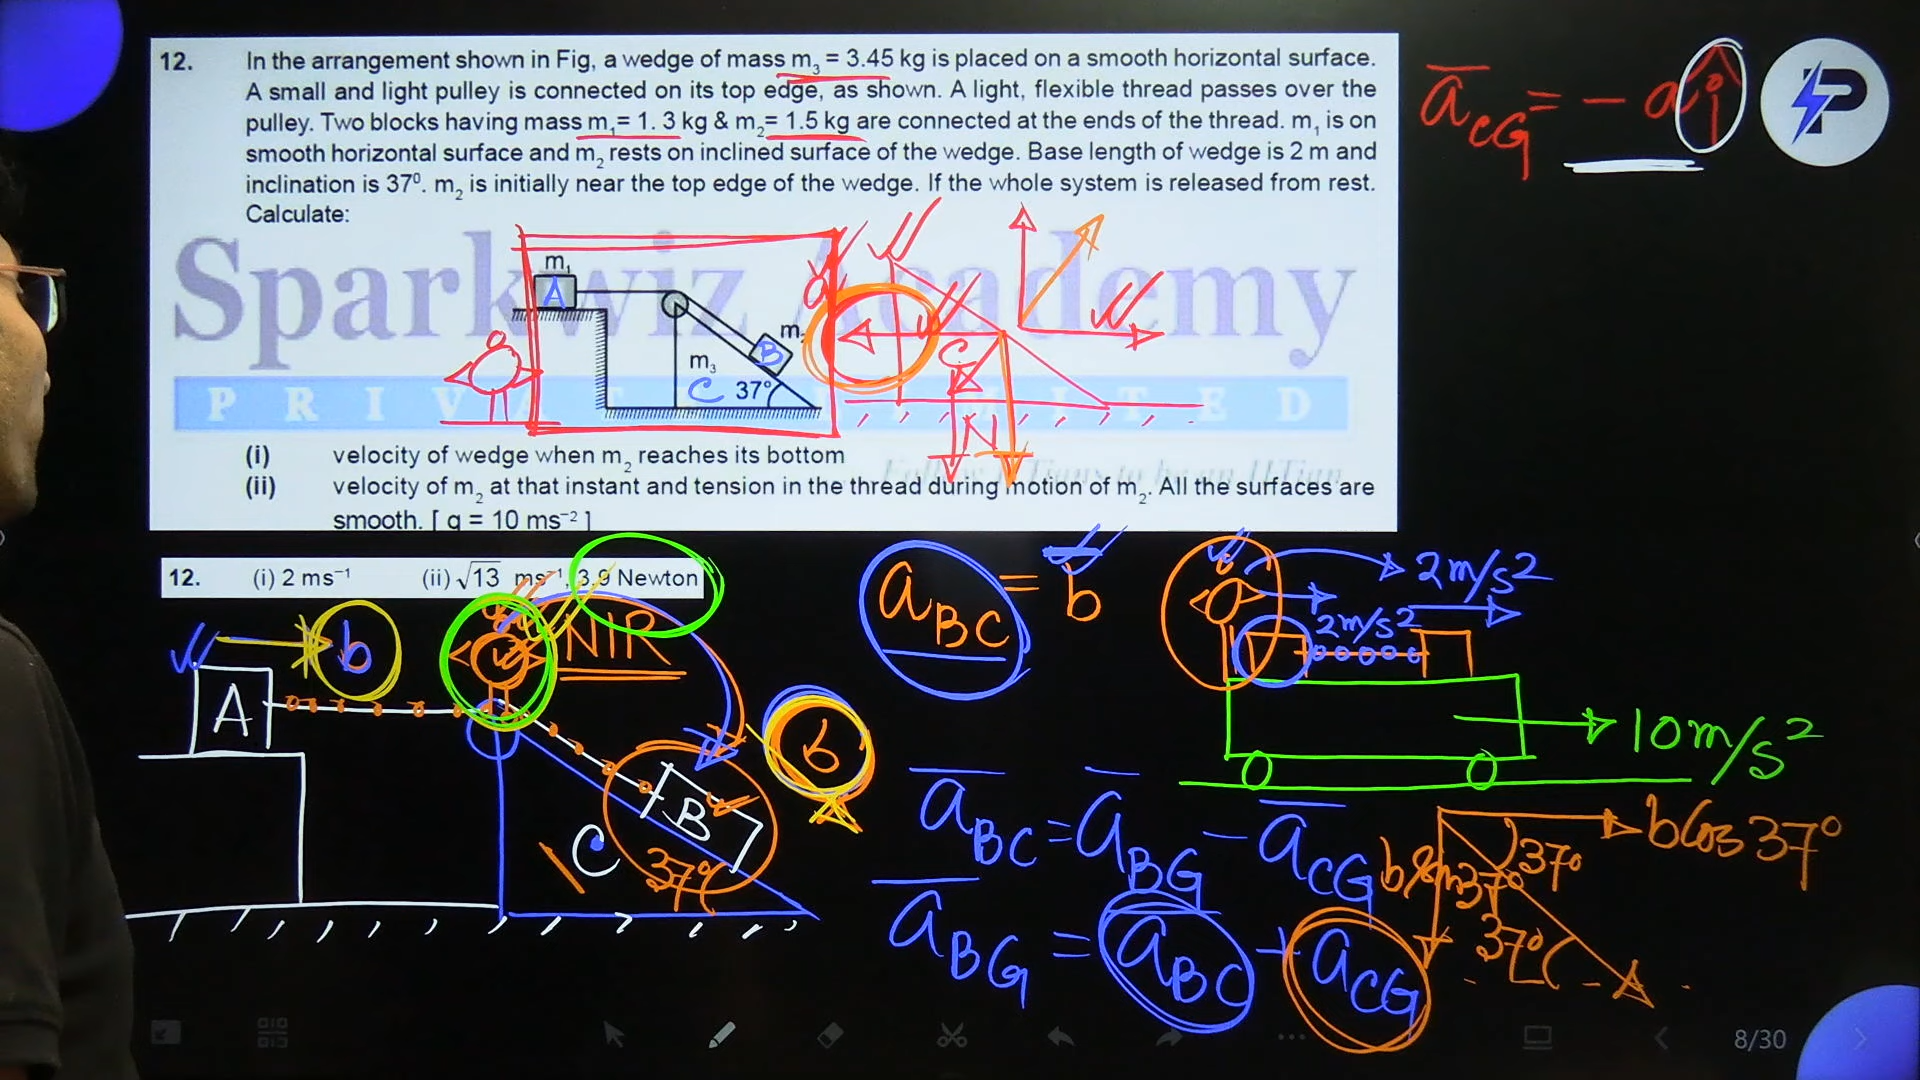 12. In the arrangement shown in Fig, a wedge of mass m₃ = 3.45 kg is placed on a smooth horizontal surface.
A small and light pulley is connected on its top edge, as shown. A light, flexible thread passes over the
pulley. Two blocks having mass m₁= 1. 3 kg & m₂= 1.5 kg are connected at the ends of the thread. m₁ is on
smooth horizontal surface and m₂ rests on inclined surface of the wedge. Base length of wedge is 2 m and
inclination is 37⁰. m₂ is initially near the top edge of the wedge. If the whole system is released from rest.
Calculate:
a̅CG = - a î
P
Sparkwiz Academy
PRIVATE LIMITED
m₁
A
m
B
m₃
C 37°
a
C
N
(i) velocity of wedge when m₂ reaches its bottom
(ii) velocity of m₂ at that instant and tension in the thread during motion of m₂. All the surfaces are
smooth. [ g = 10 ms⁻² ]
12. (i) 2 ms⁻¹ (ii) √13 ms⁻¹, 3.9 Newton
b
NIR
A
b
B
C
37°
aBC = b
2m/s²
2m/s²
10m/s²
a̅BC = a̅BG - a̅CG
a̅BG = aBC + aCG
b cos 37°
37°
b sin 37°
37°
8/30